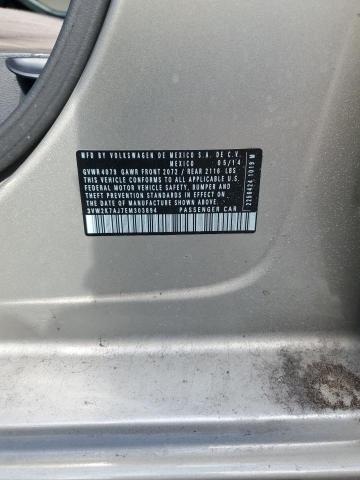 MFD BY VOLKSWAGEN DE MEXICO S.A. DE C.V.
MEXICO 05/14
GVWR 4079 GAWR FRONT 2072 / REAR 2116 LBS
THIS VEHICLE CONFORMS TO ALL APPLICABLE U.S.
FEDERAL MOTOR VEHICLE SAFETY, BUMPER AND
THEFT PREVENTION STANDARDS IN EFFECT ON
THE DATE OF MANUFACTURE SHOWN ABOVE.
3VW2K7AJ7EM303894 PASSENGER CAR